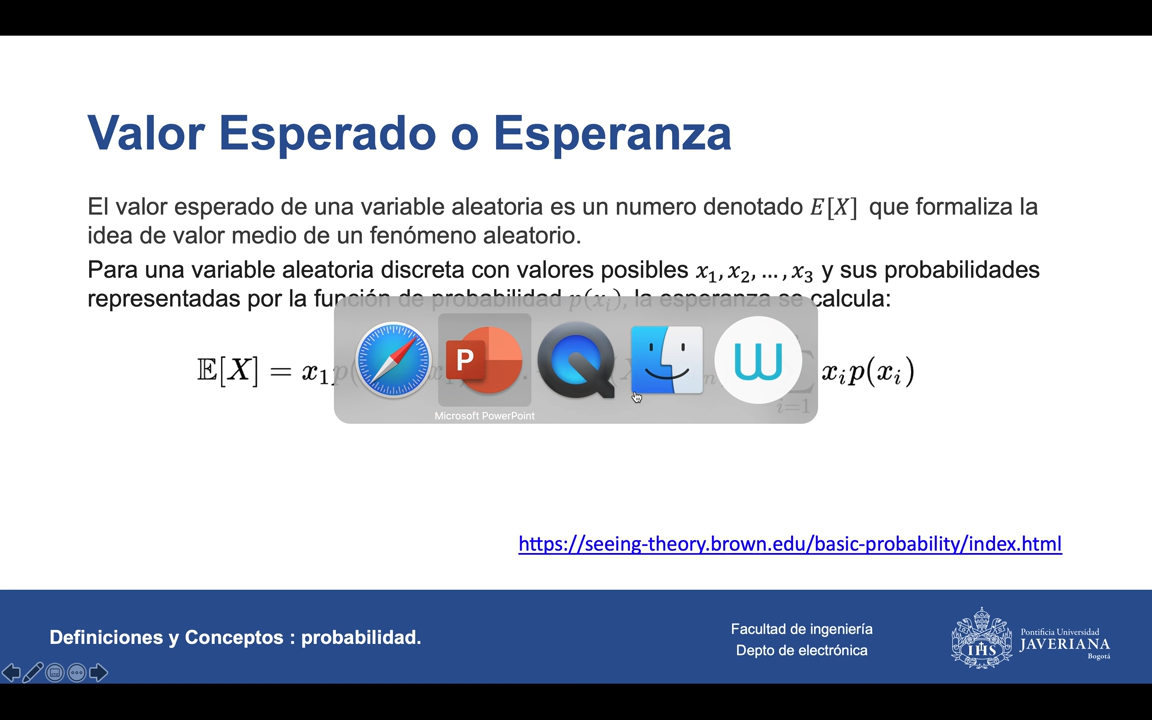 Valor Esperado o Esperanza
El valor esperado de una variable aleatoria es un numero denotado E[X] que formaliza la
idea de valor medio de un fenómeno aleatorio.
Para una variable aleatoria discreta con valores posibles x₁, x₂, … , x₃ y sus probabilidades
representadas por la función de probabilidad p(xᵢ), la esperanza se calcula:
𝔼[X] = x₁p( xᵢp(xᵢ)
i=1
P
Microsoft PowerPoint
https://seeing-theory.brown.edu/basic-probability/index.html
Definiciones y Conceptos : probabilidad.
Facultad de ingeniería
Depto de electrónica
IHS
Pontificia Universidad
JAVERIANA
Bogotá